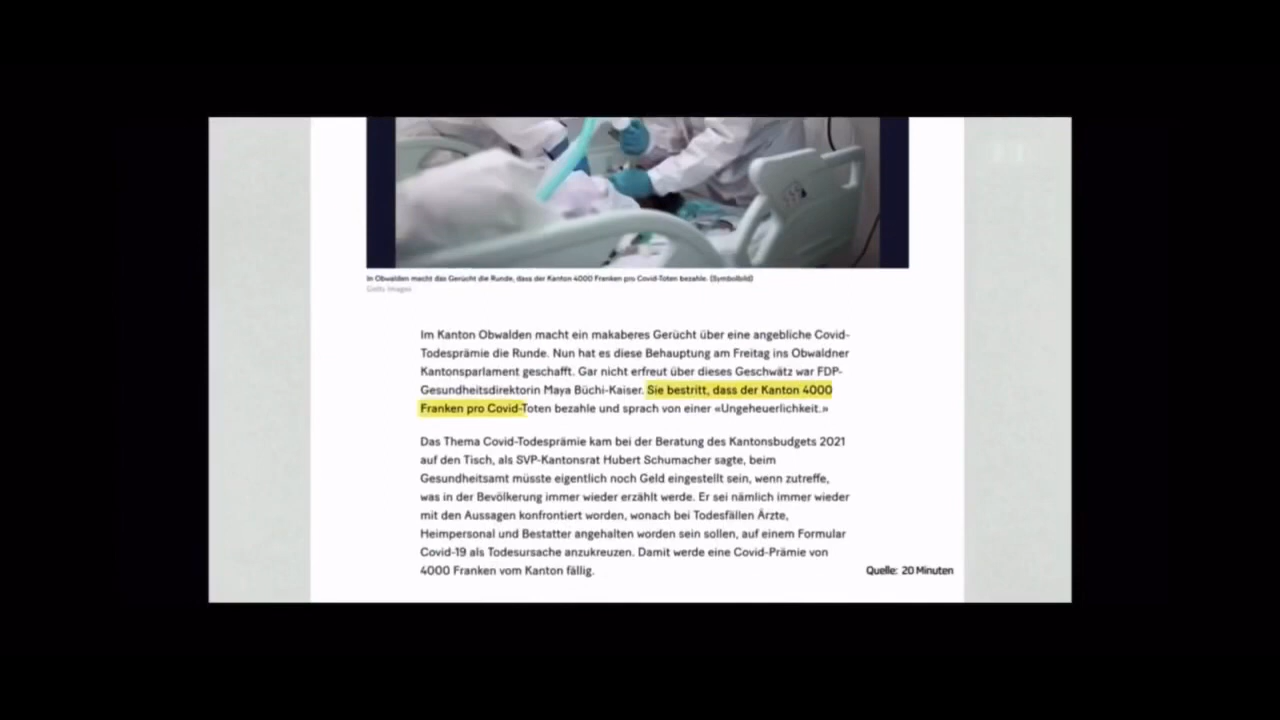 In Obwalden macht das Gerücht die Runde, dass der Kanton 4000 Franken pro Covid-Toten bezahle. (Symbolbild)
Getty Images
Im Kanton Obwalden macht ein makaberes Gerücht über eine angebliche Covid-
Todesprämie die Runde. Nun hat es diese Behauptung am Freitag ins Obwaldner
Kantonsparlament geschafft. Gar nicht erfreut über dieses Geschwätz war FDP-
Gesundheitsdirektorin Maya Büchi-Kaiser. Sie bestritt, dass der Kanton 4000
Franken pro Covid-Toten bezahle und sprach von einer «Ungeheuerlichkeit.»
Das Thema Covid-Todesprämie kam bei der Beratung des Kantonsbudgets 2021
auf den Tisch, als SVP-Kantonsrat Hubert Schumacher sagte, beim
Gesundheitsamt müsste eigentlich noch Geld eingestellt sein, wenn zutreffe,
was in der Bevölkerung immer wieder erzählt werde. Er sei nämlich immer wieder
mit den Aussagen konfrontiert worden, wonach bei Todesfällen Ärzte,
Heimpersonal und Bestatter angehalten worden sein sollen, auf einem Formular
Covid-19 als Todesursache anzukreuzen. Damit werde eine Covid-Prämie von
4000 Franken vom Kanton fällig.
Quelle: 20 Minuten